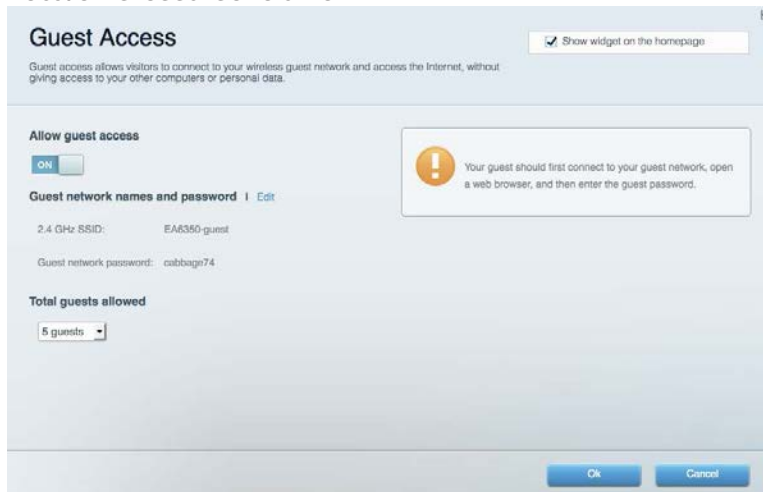 Guest Access
Show widget on the homepage
Guest access allows visitors to connect to your wireless guest network and access the Internet, without
giving access to your other computers or personal data.
Allow guest access
ON
Your guest should first connect to your guest network, open
a web browser, and then enter the guest password.
Guest network names and password | Edit
2.4 GHz SSID: EA6350-guest
Guest network password: cabbage74
Total guests allowed
5 guests
Ok Cancel